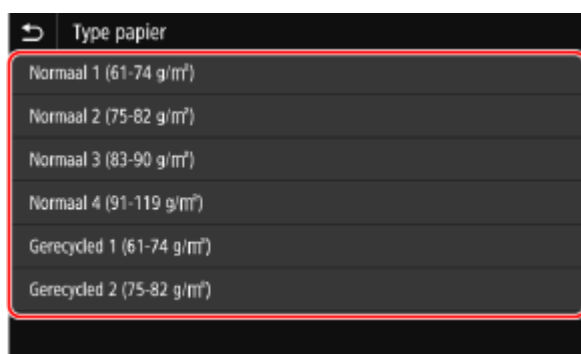 Type papier
Normaal 1 (61-74 g/m²)
Normaal 2 (75-82 g/m²)
Normaal 3 (83-90 g/m²)
Normaal 4 (91-119 g/m²)
Gerecycled 1 (61-74 g/m²)
Gerecycled 2 (75-82 g/m²)